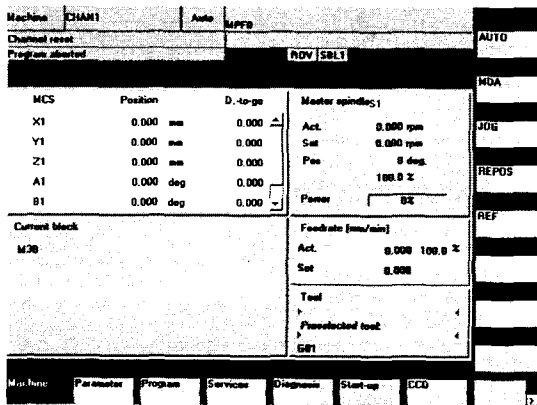 Machine CHAN1 Auto MPF0
Channel reset
Program aborted
ROV SBL1
AUTO
MDA
JOG
REPOS
REF
MCS Position D.-to-go
X1 0.000 mm 0.000
Y1 0.000 mm 0.000
Z1 0.000 mm 0.000
A1 0.000 deg 0.000
B1 0.000 deg 0.000
Master spindle S1
Act. 0.000 rpm
Set 0.000 rpm
Pos 0 deg.
100.0 %
Power 0%
Current block
M30
Feedrate [mm/min]
Act. 0.000 100.0 %
Set 0.000
Tool
Preselected tool:
G01
Machine Parameter Program Services Diagnosis Start-up CCD
>